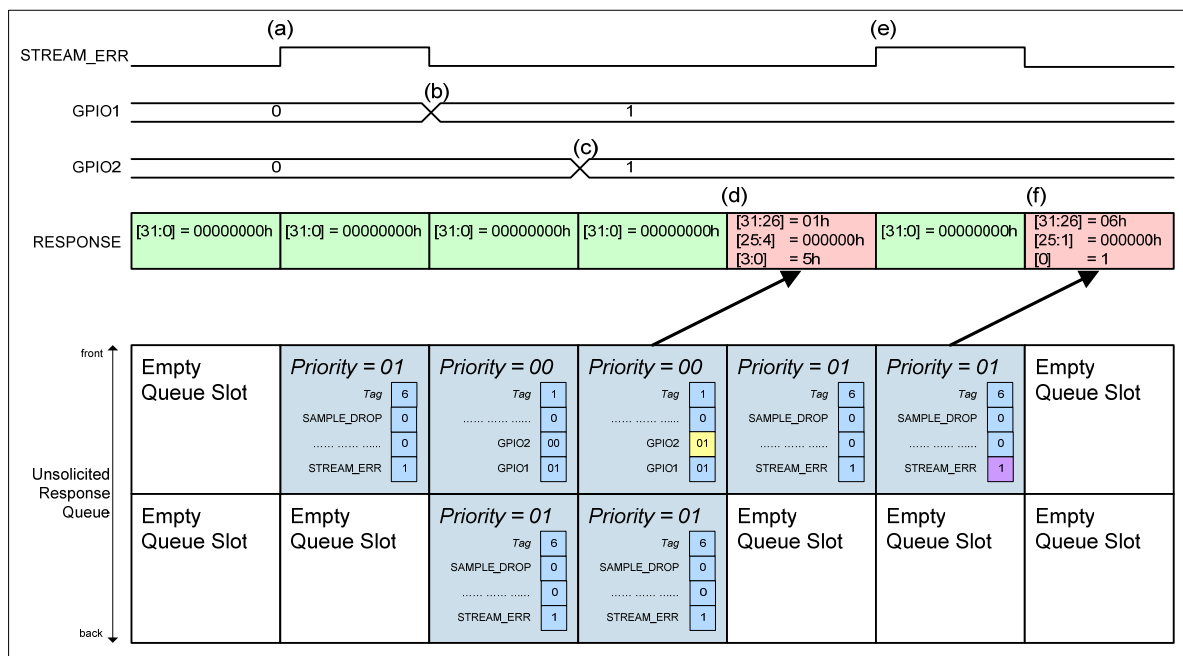 (a)
(e)
STREAM_ERR
(b)
GPIO1
0
1
(c)
GPIO2
0
1
(d)
(f)
RESPONSE
[31:0] = 00000000h
[31:0] = 00000000h
[31:0] = 00000000h
[31:0] = 00000000h
[31:26] = 01h
[25:4] = 000000h
[3:0] = 5h
[31:0] = 00000000h
[31:26] = 06h
[25:1] = 000000h
[0] = 1
front
Unsolicited
Response
Queue
back
Empty
Queue Slot
Priority = 01
Tag 6
SAMPLE_DROP 0
...... ...... ...... 0
STREAM_ERR 1
Priority = 00
Tag 1
...... ...... ...... 0
GPIO2 00
GPIO1 01
Priority = 00
Tag 1
...... ...... ...... 0
GPIO2 01
GPIO1 01
Priority = 01
Tag 6
SAMPLE_DROP 0
...... ...... ...... 0
STREAM_ERR 1
Priority = 01
Tag 6
SAMPLE_DROP 0
...... ...... ...... 0
STREAM_ERR 1
Empty
Queue Slot
Empty
Queue Slot
Empty
Queue Slot
Priority = 01
Tag 6
SAMPLE_DROP 0
...... ...... ...... 0
STREAM_ERR 1
Priority = 01
Tag 6
SAMPLE_DROP 0
...... ...... ...... 0
STREAM_ERR 1
Empty
Queue Slot
Empty
Queue Slot
Empty
Queue Slot